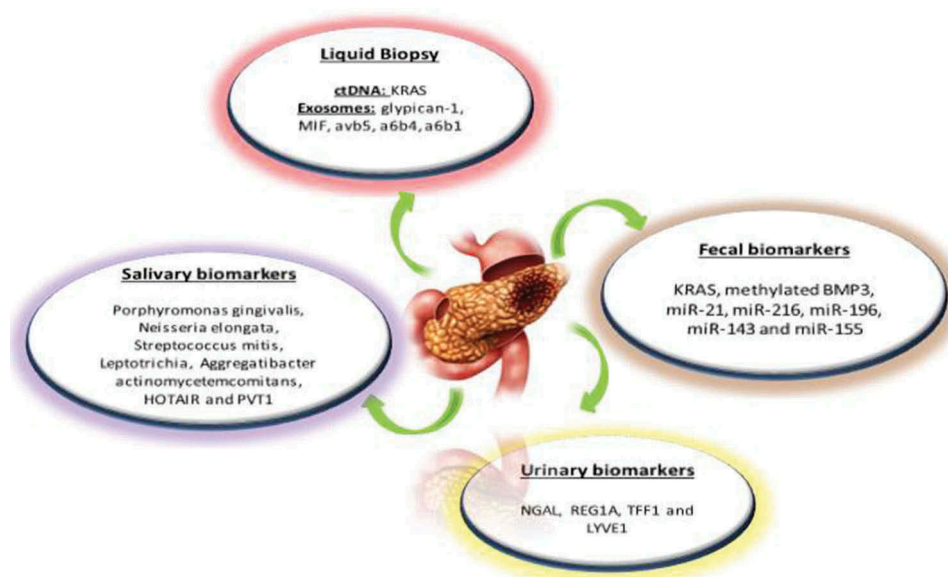 Liquid Biopsy
ctDNA: KRAS
Exosomes: glypican-1,
MIF, avb5, a6b4, a6b1
Salivary biomarkers
Porphyromonas gingivalis,
Neisseria elongata,
Streptococcus mitis,
Leptotrichia, Aggregatibacter
actinomycetemcomitans,
HOTAIR and PVT1
Fecal biomarkers
KRAS, methylated BMP3,
miR-21, miR-216, miR-196,
miR-143 and miR-155
Urinary biomarkers
NGAL, REG1A, TFF1 and
LYVE1